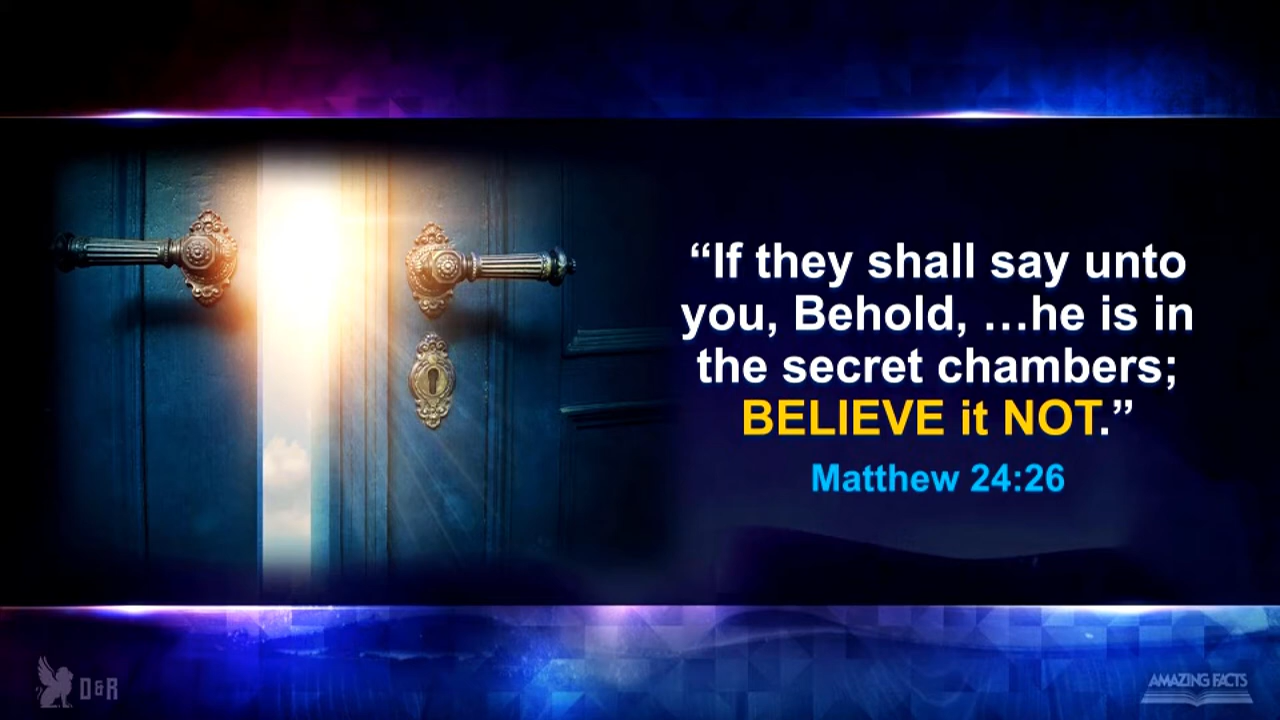 “If they shall say unto
you, Behold, …he is in
the secret chambers;
BELIEVE it NOT.”
Matthew 24:26
D&R
AMAZING FACTS